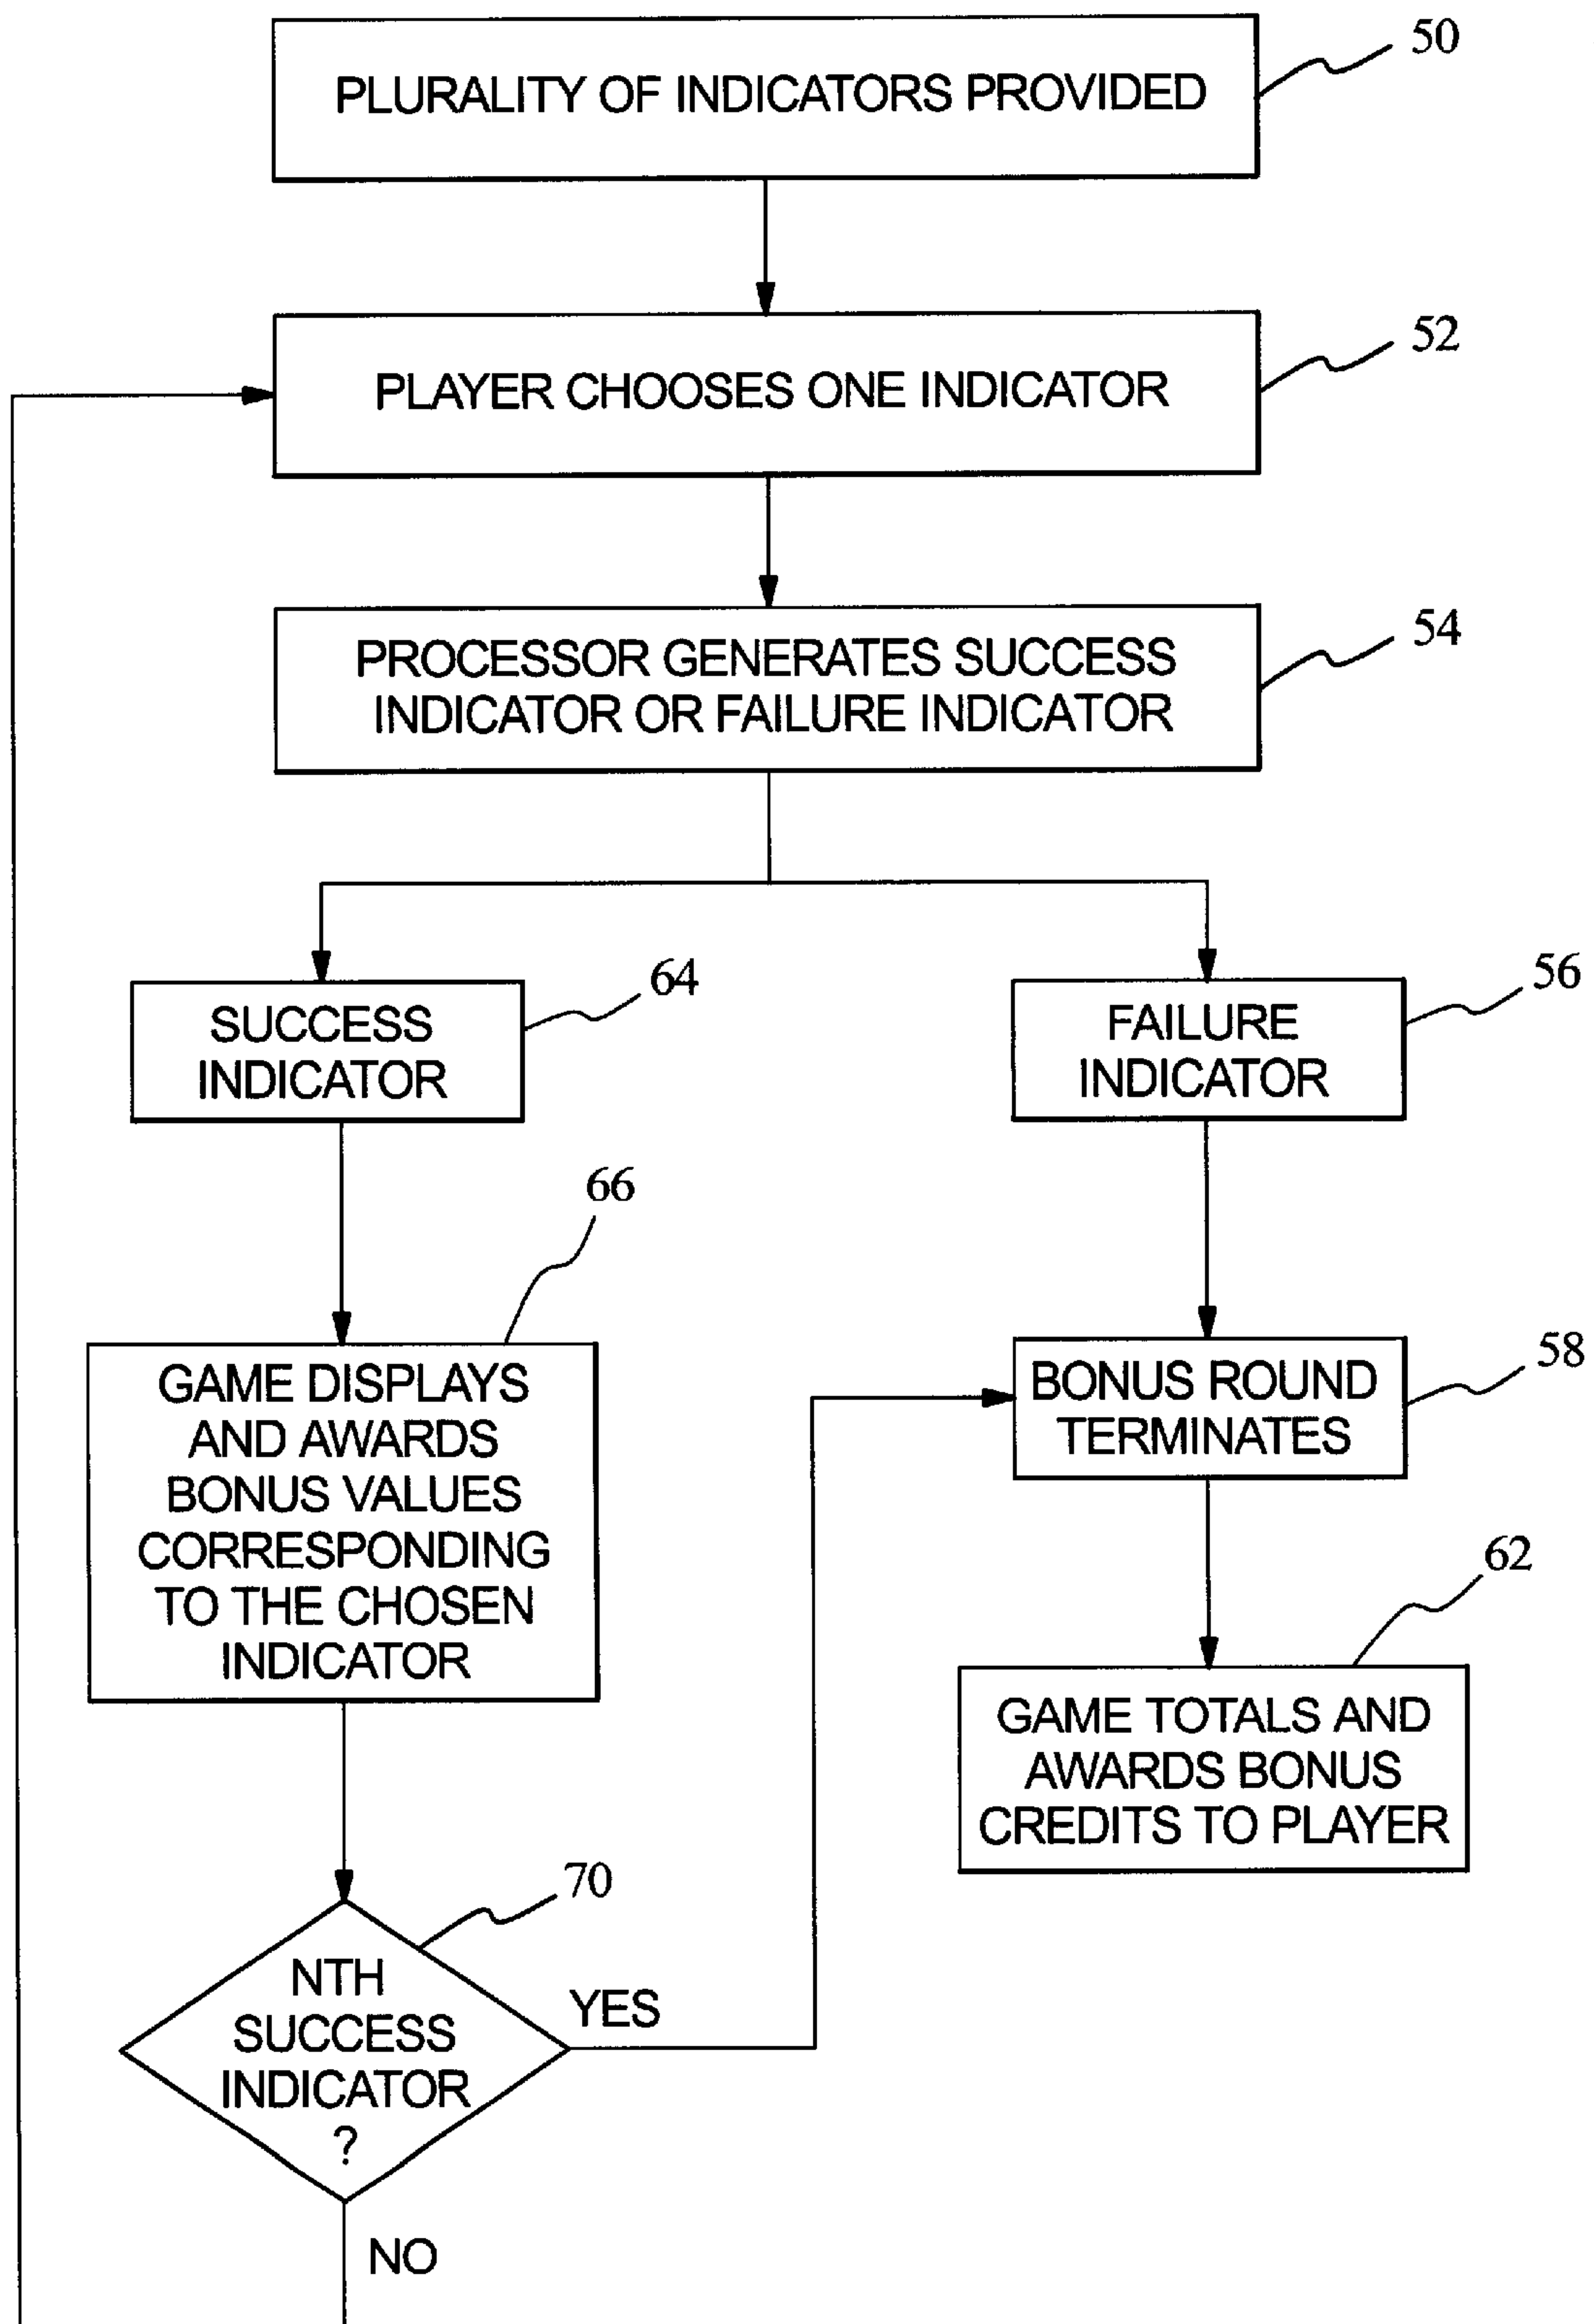 50
PLURALITY OF INDICATORS PROVIDED
52
PLAYER CHOOSES ONE INDICATOR
54
PROCESSOR GENERATES SUCCESS
INDICATOR OR FAILURE INDICATOR
64
SUCCESS
INDICATOR
56
FAILURE
INDICATOR
66
GAME DISPLAYS
AND AWARDS
BONUS VALUES
CORRESPONDING
TO THE CHOSEN
INDICATOR
58
BONUS ROUND
TERMINATES
62
GAME TOTALS AND
AWARDS BONUS
CREDITS TO PLAYER
70
NTH
SUCCESS
INDICATOR
?
YES
NO